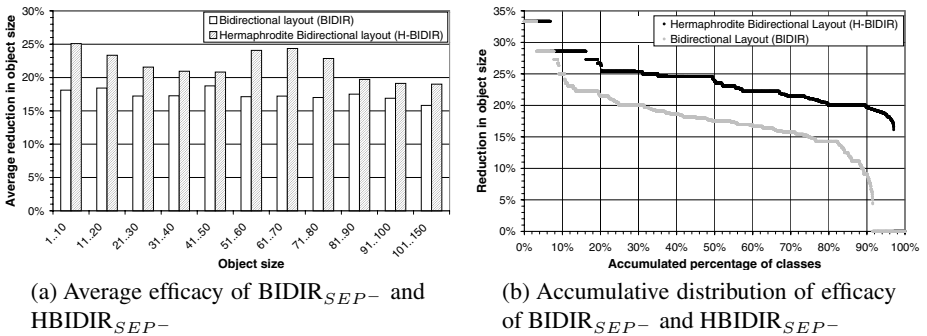 30%
25%
20%
15%
10%
5%
0%
Average reduction in object size
Bidirectional layout (BIDIR)
Hermaphrodite Bidirectional layout (H-BIDIR)
1..10
11..20
21..30
31..40
41..50
51..60
61..70
71..80
81..90
91..100
101..150
Object size
(a) Average efficacy of BIDIR_{SEP^-} and
HBIDIR_{SEP^-}
35%
30%
25%
20%
15%
10%
5%
0%
Reduction in object size
Hermaphrodite Bidirectional Layout (H-BIDIR)
Bidirectional Layout (BIDIR)
0% 10% 20% 30% 40% 50% 60% 70% 80% 90% 100%
Accumulated percentage of classes
(b) Accumulative distribution of efficacy
of BIDIR_{SEP^-} and HBIDIR_{SEP^-}